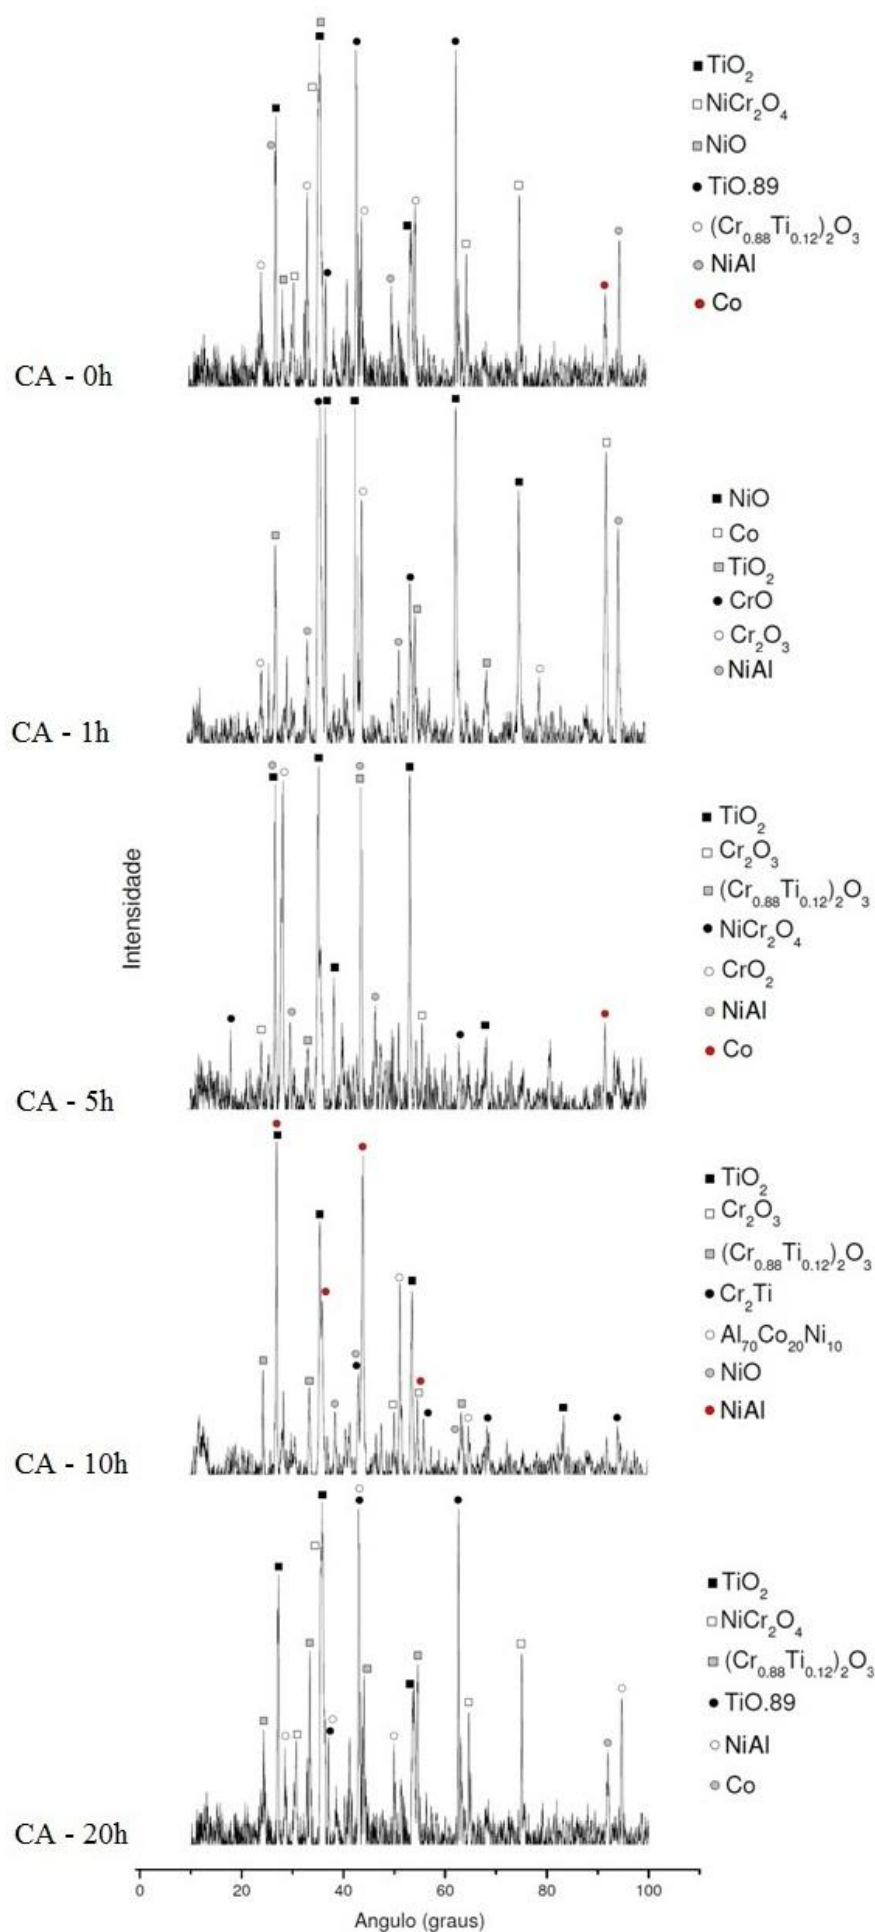 TiO2
NiCr2O4
NiO
TiO.89
(Cr0.88Ti0.12)2O3
NiAl
Co
CA - 0h
NiO
Co
TiO2
CrO
Cr2O3
NiAl
CA - 1h
Intensidade
TiO2
Cr2O3
(Cr0.88Ti0.12)2O3
NiCr2O4
CrO2
NiAl
Co
CA - 5h
TiO2
Cr2O3
(Cr0.88Ti0.12)2O3
Cr2Ti
Al70Co20Ni10
NiO
NiAl
CA - 10h
TiO2
NiCr2O4
(Cr0.88Ti0.12)2O3
TiO.89
NiAl
Co
CA - 20h
0 20 40 60 80 100
Angulo (graus)